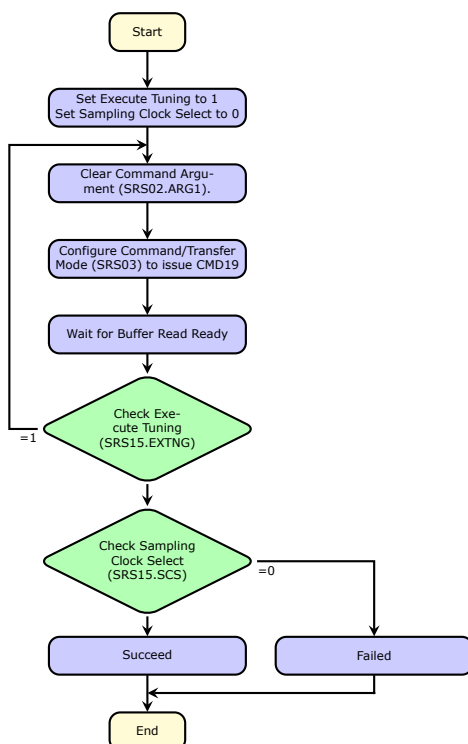 Start
Set Execute Tuning to 1
Set Sampling Clock Select to 0
Clear Command Argu-
ment (SRS02.ARG1).
Configure Command/Transfer
Mode (SRS03) to issue CMD19
Wait for Buffer Read Ready
Check Exe-
cute Tuning
(SRS15.EXTNG)
=1
Check Sampling
Clock Select
(SRS15.SCS)
=0
Succeed
Failed
End